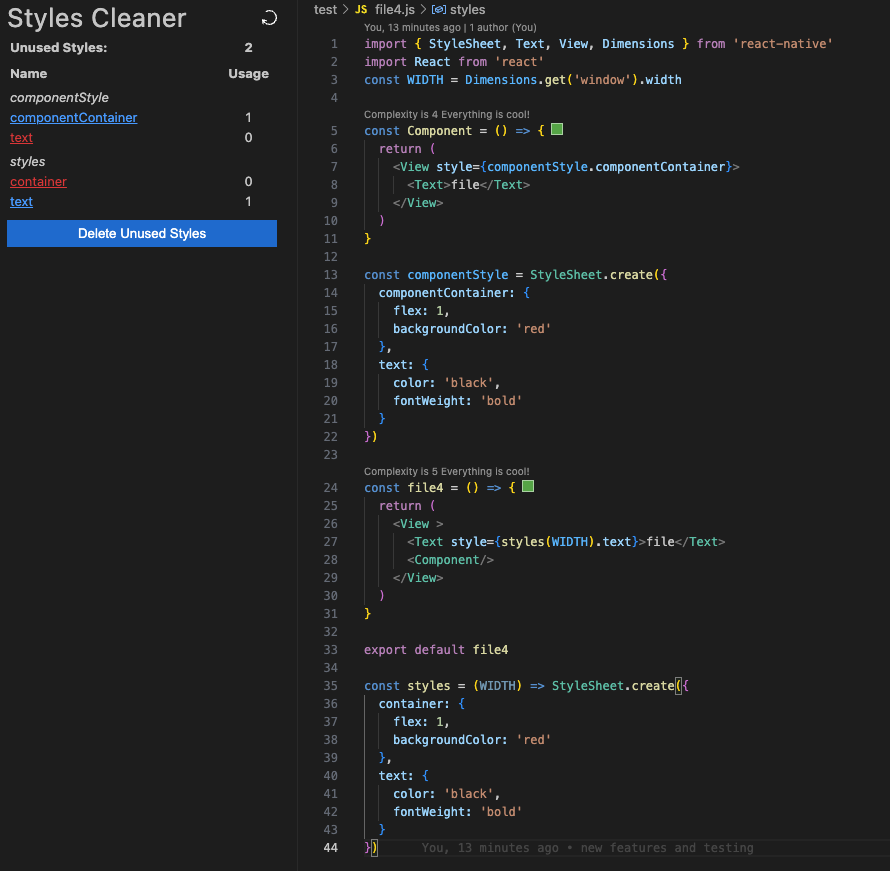 Styles Cleaner
Unused Styles: 2
Name Usage
componentStyle
componentContainer 1
text 0
styles
container 0
text 1
Delete Unused Styles
test > JS file4.js > styles
You, 13 minutes ago | 1 author (You)
1 import { StyleSheet, Text, View, Dimensions } from 'react-native'
2 import React from 'react'
3 const WIDTH = Dimensions.get('window').width
4
Complexity is 4 Everything is cool!
5 const Component = () => {
6   return (
7     <View style={componentStyle.componentContainer}>
8       <Text>file</Text>
9     </View>
10   )
11 }
12
13 const componentStyle = StyleSheet.create({
14   componentContainer: {
15     flex: 1,
16     backgroundColor: 'red'
17   },
18   text: {
19     color: 'black',
20     fontWeight: 'bold'
21   }
22 })
23
Complexity is 5 Everything is cool!
24 const file4 = () => {
25   return (
26     <View >
27       <Text style={styles(WIDTH).text}>file</Text>
28       <Component/>
29     </View>
30   )
31 }
32
33 export default file4
34
35 const styles = (WIDTH) => StyleSheet.create({
36   container: {
37     flex: 1,
38     backgroundColor: 'red'
39   },
40   text: {
41     color: 'black',
42     fontWeight: 'bold'
43   }
44 }) You, 13 minutes ago • new features and testing